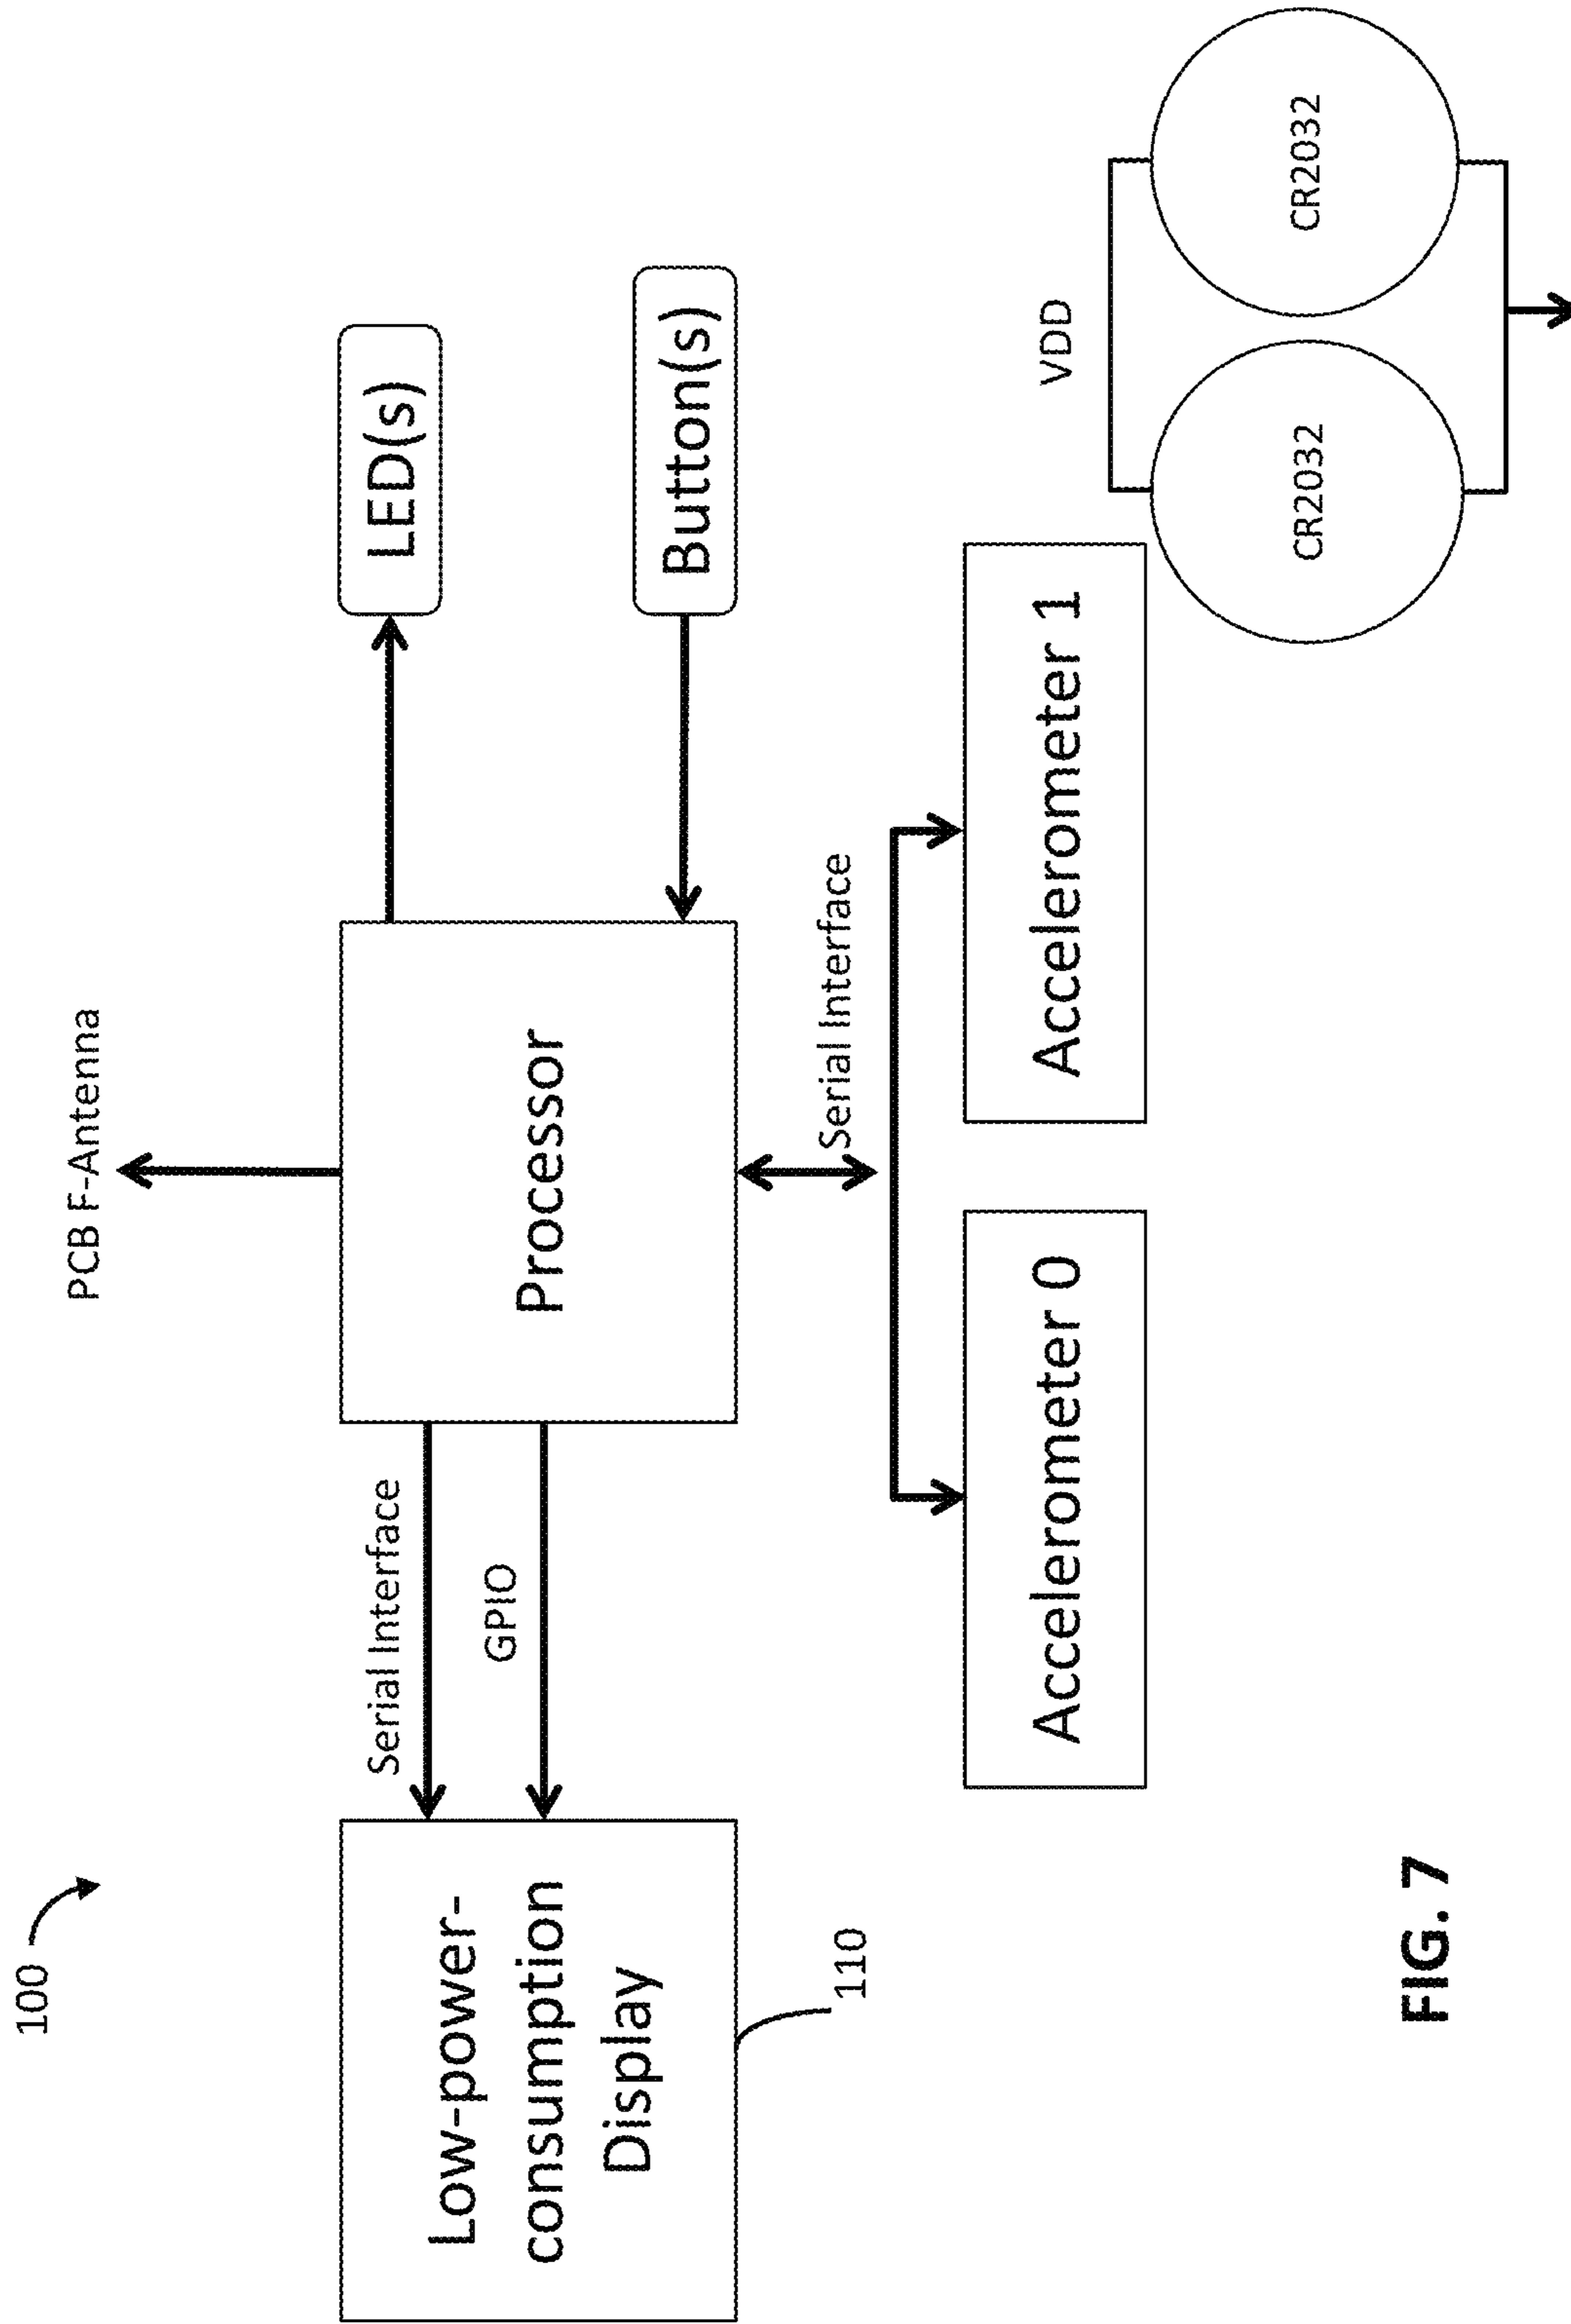 100
PCB F-Antenna
Low-power-
consumption
Display
110
Serial Interface
GPIO
Processor
LED(s)
Button(s)
Serial Interface
Accelerometer 0
Accelerometer 1
VDD
CR2032
CR2032
FIG. 7